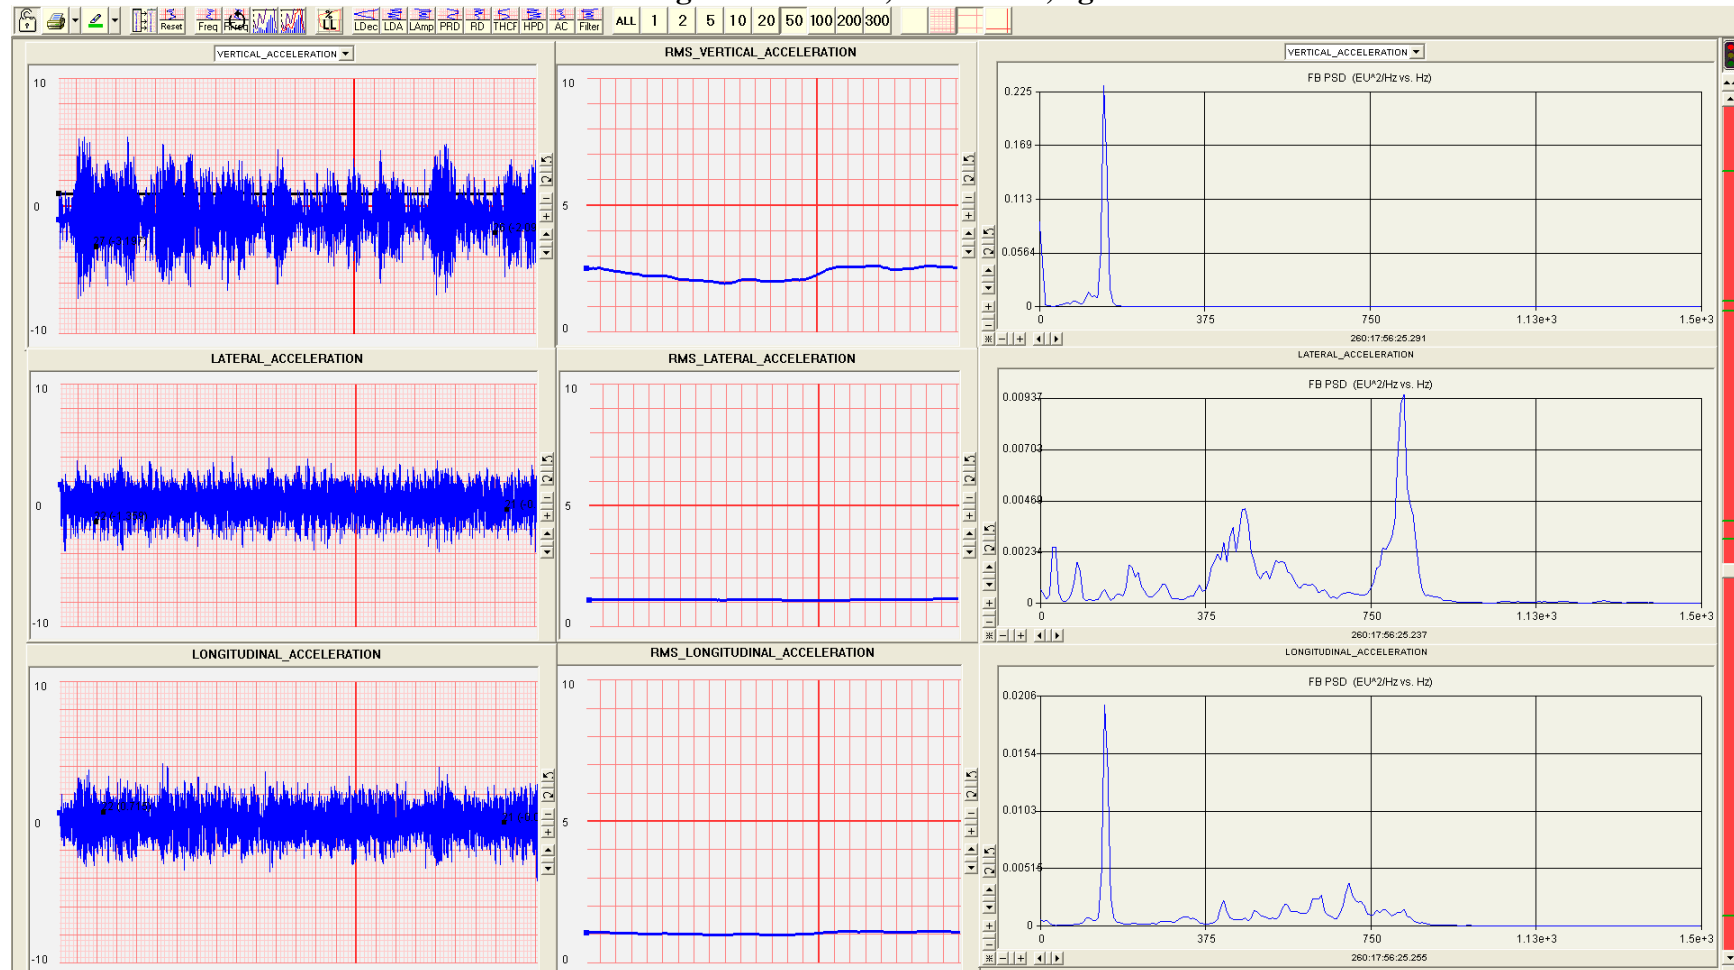 Reset Freq LL LDec LDA LAmp PRD RD THCF HPD AC Filter ALL 1 2 5 10 20 50 100 200 300
VERTICAL_ACCELERATION
10
0
-10
RMS_VERTICAL_ACCELERATION
10
5
0
VERTICAL_ACCELERATION
FB PSD (EU^2/Hz vs. Hz)
0.225
0.169
0.113
0.0564
0
0 375 750 1.13e+3 1.5e+3
260:17:56:25.291
LATERAL_ACCELERATION
10
0
-10
RMS_LATERAL_ACCELERATION
10
5
0
LATERAL_ACCELERATION
FB PSD (EU^2/Hz vs. Hz)
0.00937
0.00703
0.00469
0.00234
0
0 375 750 1.13e+3 1.5e+3
260:17:56:25.237
LONGITUDINAL_ACCELERATION
10
0
-10
RMS_LONGITUDINAL_ACCELERATION
10
5
0
LONGITUDINAL_ACCELERATION
FB PSD (EU^2/Hz vs. Hz)
0.0206
0.0154
0.0103
0.00515
0
0 375 750 1.13e+3 1.5e+3
260:17:56:25.255